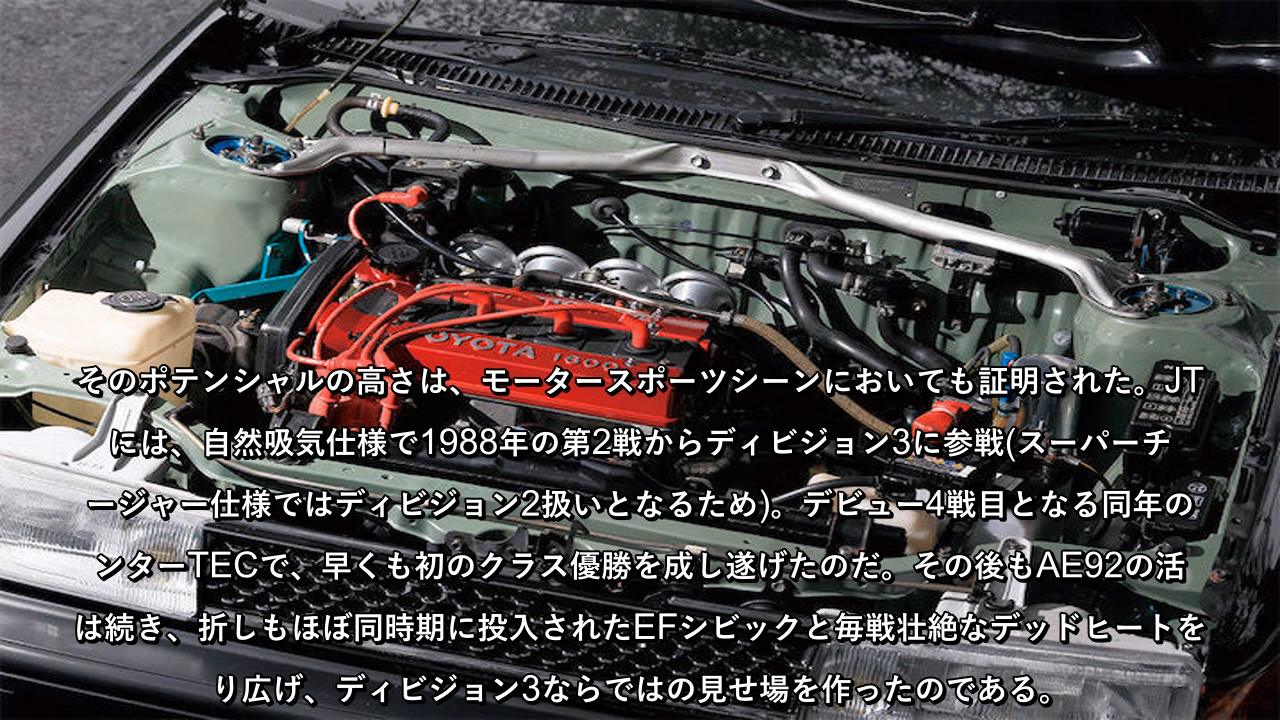 TOYOTA 1600
そのポテンシャルの高さは、モータースポーツシーンにおいても証明された。JT
には、自然吸気仕様で1988年の第2戦からディビジョン3に参戦(スーパーチ
ージャー仕様ではディビジョン2扱いとなるため)。デビュー4戦目となる同年の
ンターTECで、早くも初のクラス優勝を成し遂げたのだ。その後もAE92の活
は続き、折しもほぼ同時期に投入されたEFシビックと毎戦壮絶なデッドヒートを
り広げ、ディビジョン3ならではの見せ場を作ったのである。